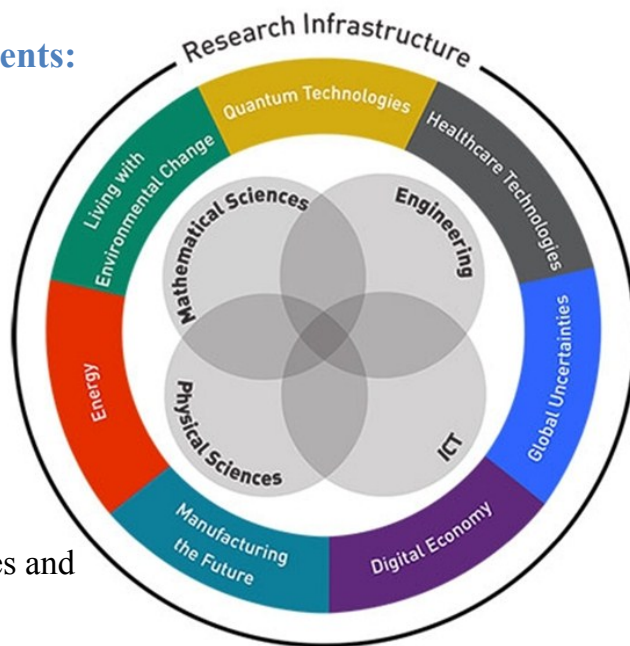 ents:
Research Infrastructure
Quantum Technologies
Healthcare Technologies
Global Uncertainties
Digital Economy
Manufacturing
the Future
Energy
Living with
Environmental Change
Mathematical Sciences
Engineering
Physical Sciences
ICT
es and